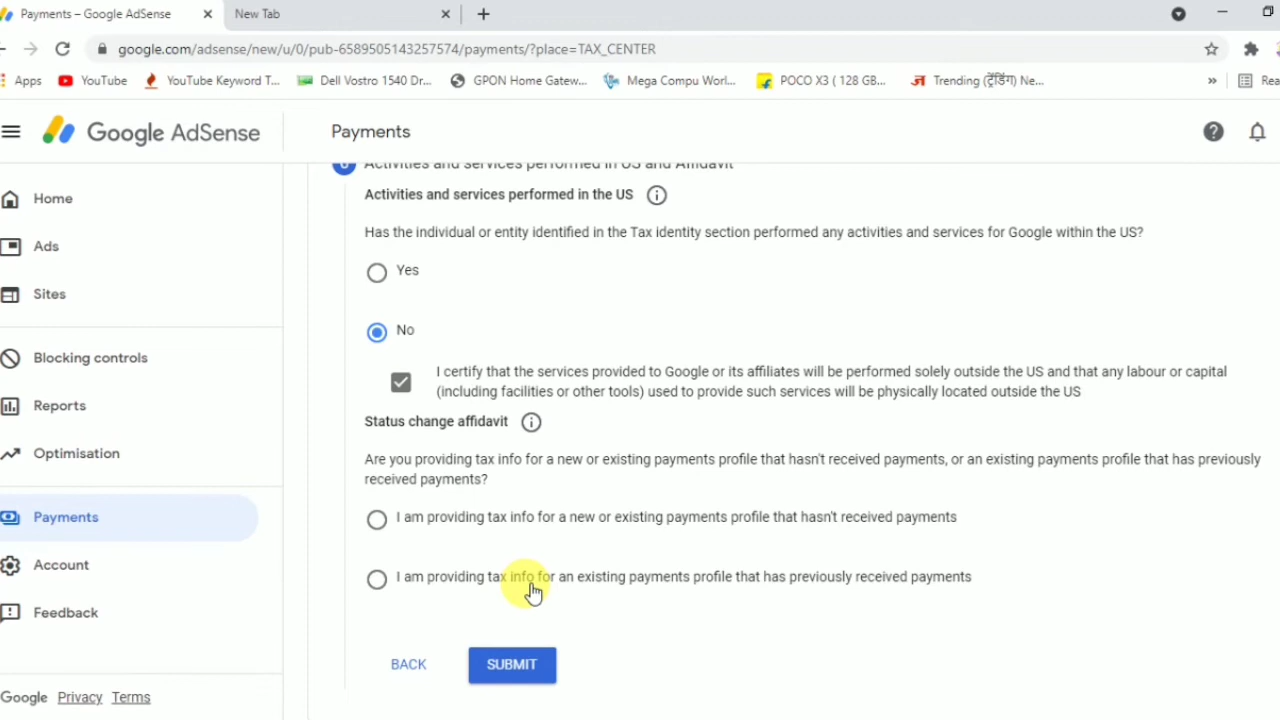 Payments – Google AdSense
New Tab
google.com/adsense/new/u/0/pub-6589505143257574/payments/?place=TAX_CENTER
Apps YouTube YouTube Keyword T... Dell Vostro 1540 Dr... GPON Home Gatew... Mega Compu Worl... POCO X3 ( 128 GB... Trending (ट्रेंडिंग) Ne... » Rea
Google AdSense
Payments
Home
Ads
Sites
Blocking controls
Reports
Optimisation
Payments
Account
Feedback
Google Privacy Terms
Activities and services performed in US and Affidavit
Activities and services performed in the US
Has the individual or entity identified in the Tax identity section performed any activities and services for Google within the US?
Yes
No
I certify that the services provided to Google or its affiliates will be performed solely outside the US and that any labour or capital
(including facilities or other tools) used to provide such services will be physically located outside the US
Status change affidavit
Are you providing tax info for a new or existing payments profile that hasn't received payments, or an existing payments profile that has previously
received payments?
I am providing tax info for a new or existing payments profile that hasn't received payments
I am providing tax info for an existing payments profile that has previously received payments
BACK
SUBMIT